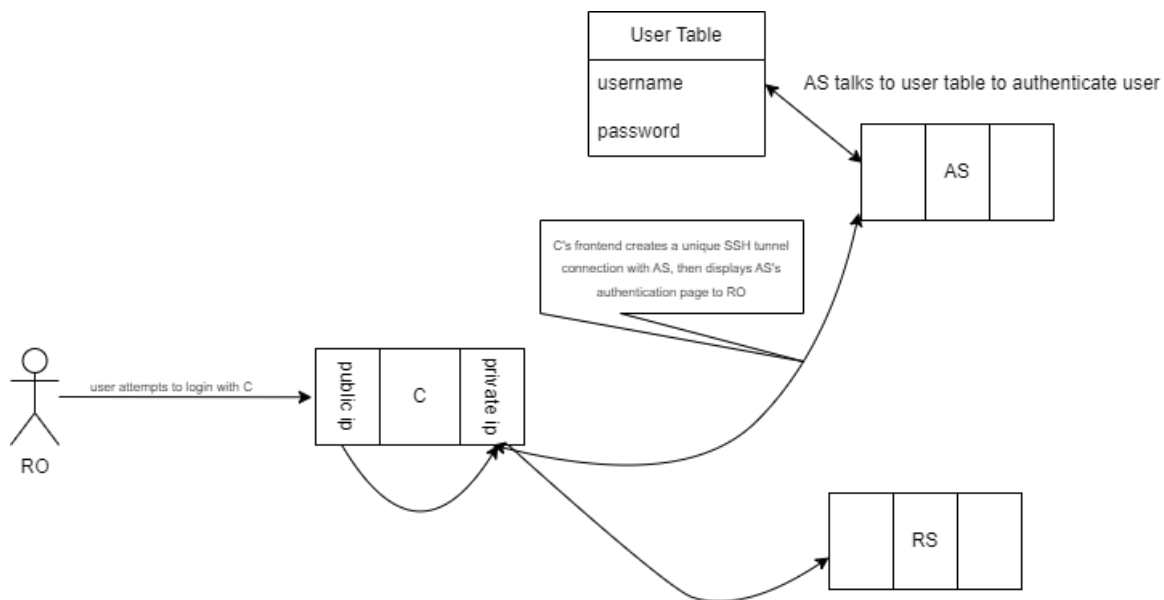 User Table
username
password
AS talks to user table to authenticate user
AS
C's frontend creates a unique SSH tunnel
connection with AS, then displays AS's
authentication page to RO
user attempts to login with C
RO
public ip
C
private ip
RS